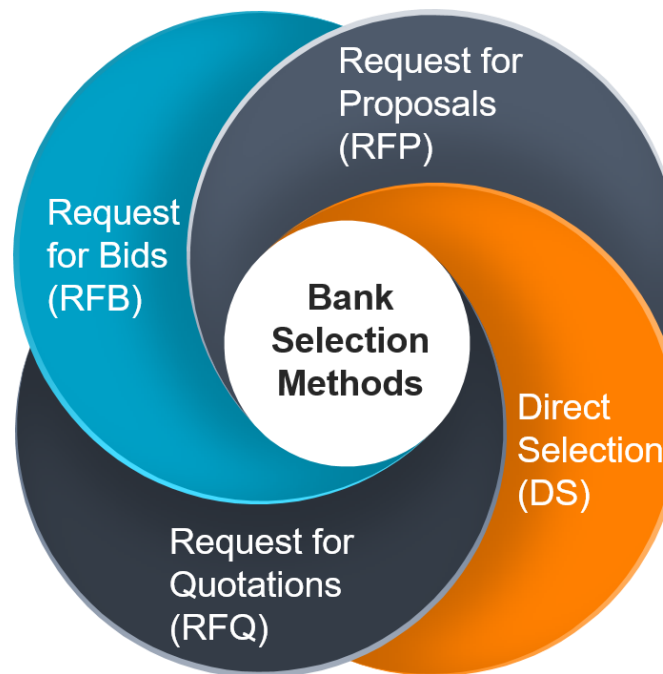 Request for
Proposals
(RFP)
Request
for Bids
(RFB)
Bank
Selection
Methods
Direct
Selection
(DS)
Request for
Quotations
(RFQ)